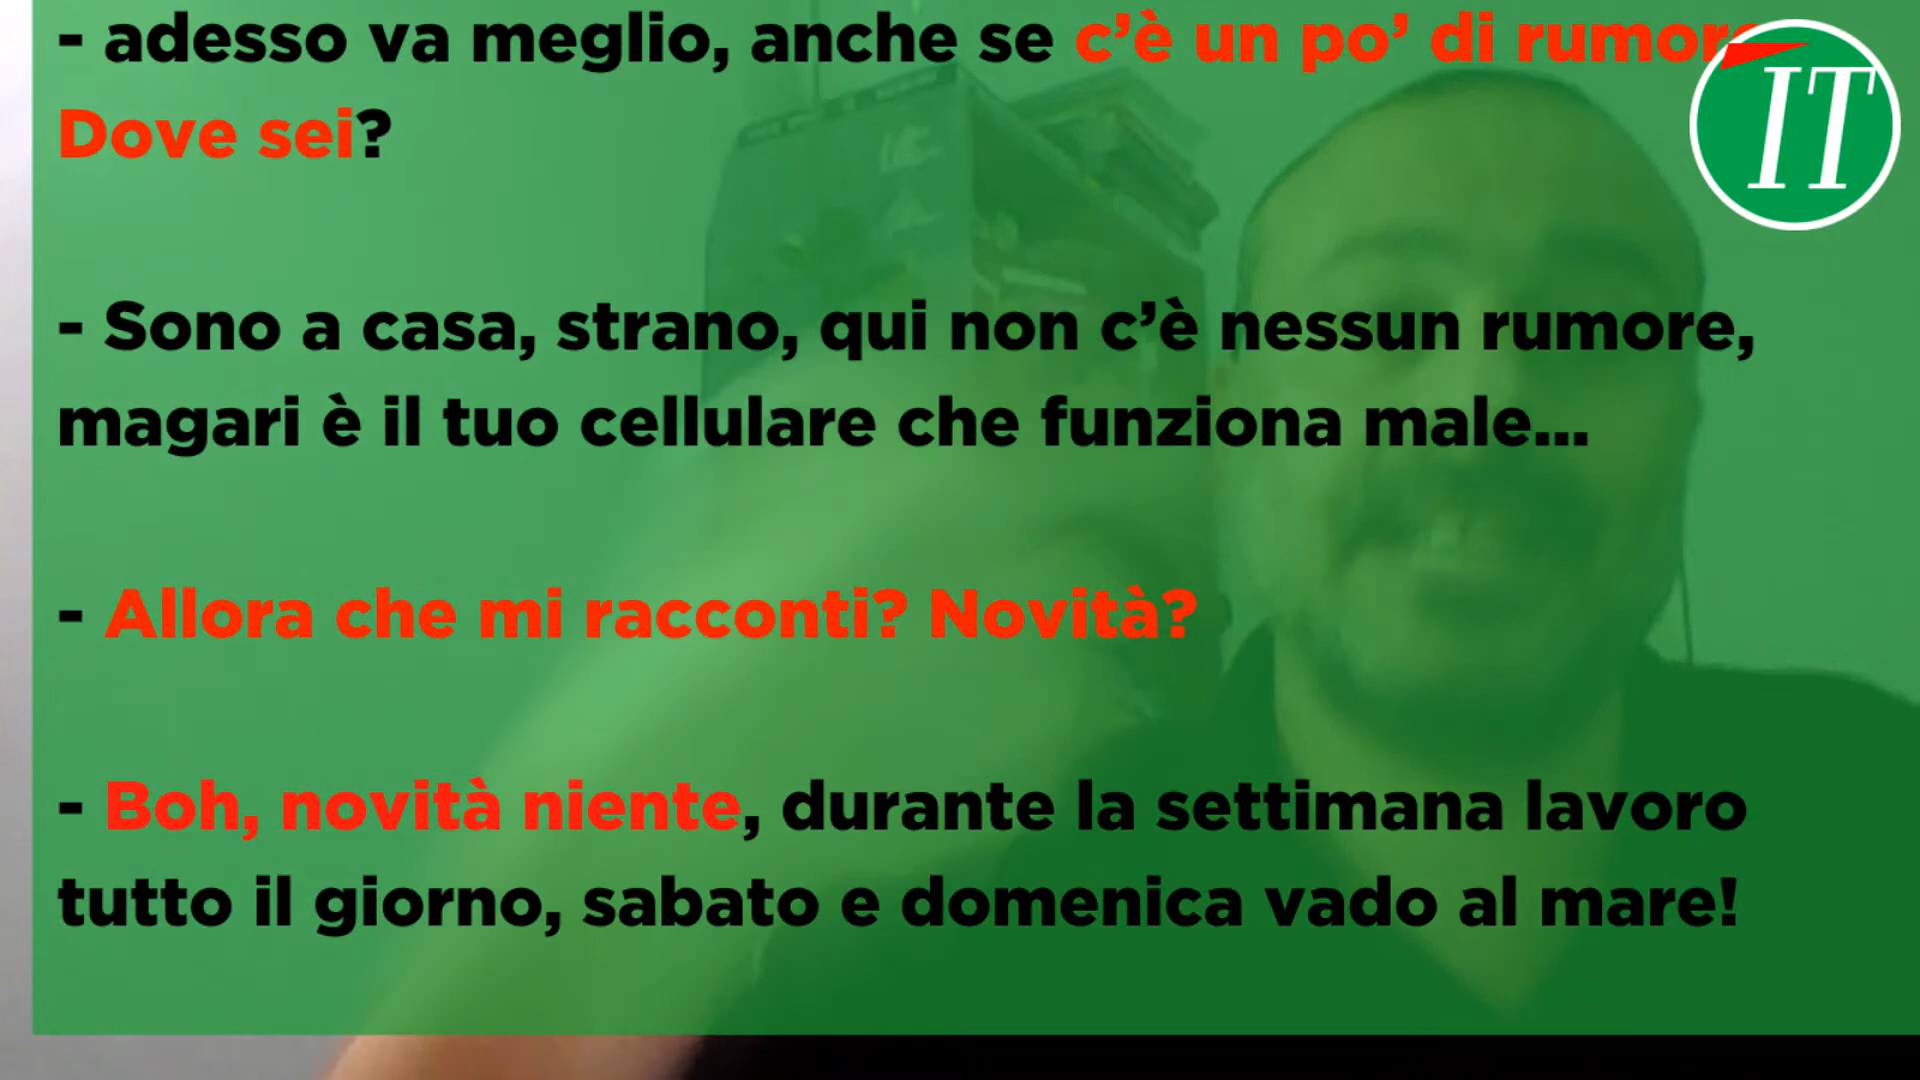 - adesso va meglio, anche se c'è un po' di rumore
Dove sei?
- Sono a casa, strano, qui non c'è nessun rumore,
magari è il tuo cellulare che funziona male...
- Allora che mi racconti? Novità?
- Boh, novità niente, durante la settimana lavoro
tutto il giorno, sabato e domenica vado al mare!
IT